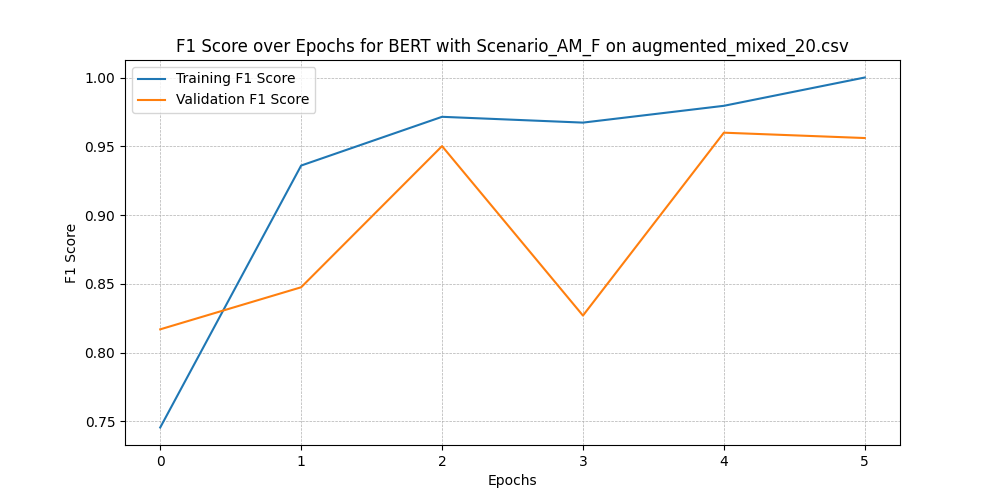 F1 Score over Epochs for BERT with Scenario_AM_F on augmented_mixed_20.csv
Training F1 Score
Validation F1 Score
1.00
0.95
0.90
0.85
0.80
0.75
F1 Score
0 1 2 3 4 5
Epochs